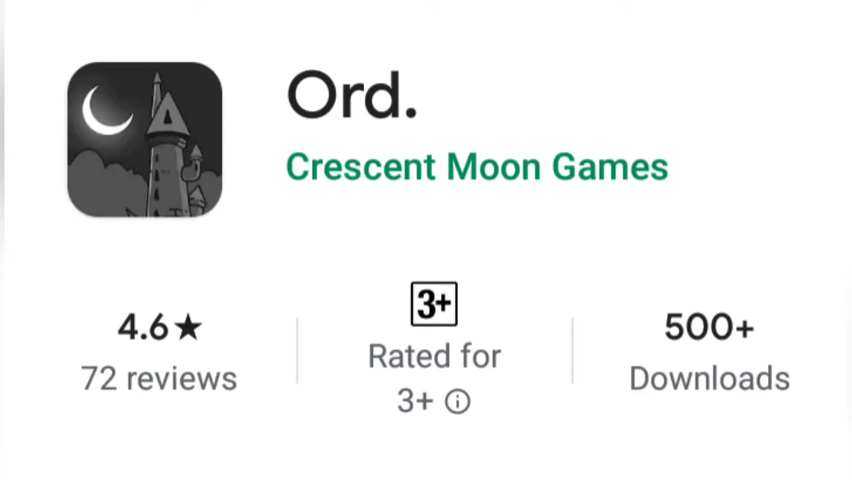 Ord.
Crescent Moon Games
4.6★
72 reviews
3+
Rated for
3+
500+
Downloads